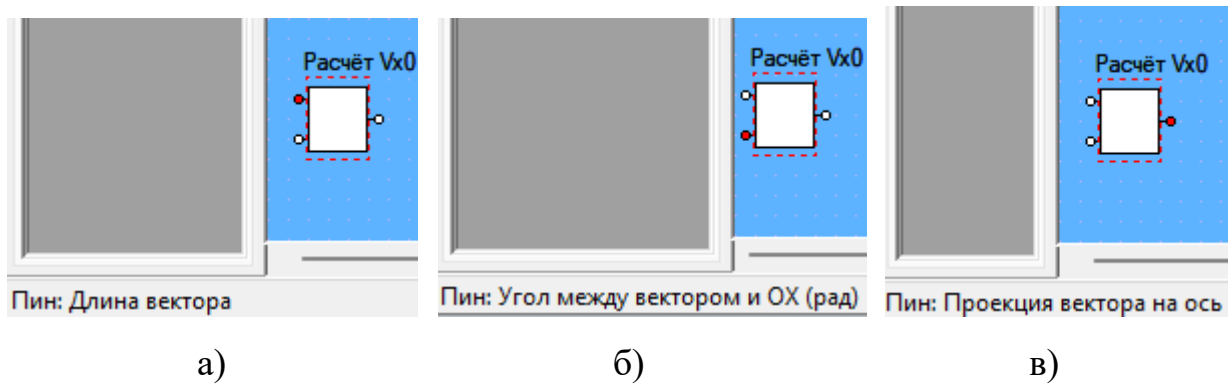 Расчёт Vx0
Пин: Длина вектора
а)
Расчёт Vx0
Пин: Угол между вектором и OX (рад)
б)
Расчёт Vx0
Пин: Проекция вектора на ось
в)